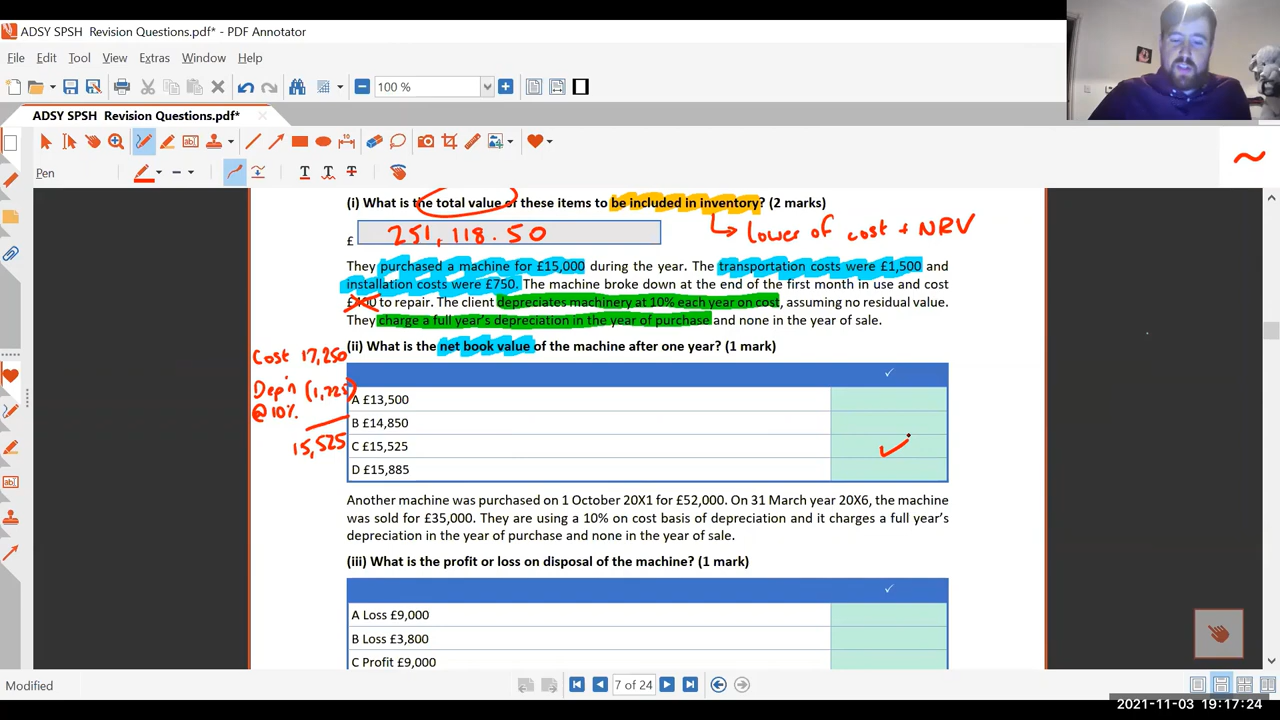 ADSY SPSH Revision Questions.pdf* - PDF Annotator
File Edit Tool View Extras Window Help
100 %
ADSY SPSH Revision Questions.pdf*
Pen
(i) What is the total value of these items to be included in inventory? (2 marks)
£ 251,118.50
↳ lower of cost + NRV
They purchased a machine for £15,000 during the year. The transportation costs were £1,500 and
installation costs were £750. The machine broke down at the end of the first month in use and cost
£400 to repair. The client depreciates machinery at 10% each year on cost, assuming no residual value.
They charge a full year's depreciation in the year of purchase and none in the year of sale.
(ii) What is the net book value of the machine after one year? (1 mark)
Cost 17,250
Dep'n (1,725)
@10%
15,525
✓
A £13,500
B £14,850
C £15,525 ✓
D £15,885
Another machine was purchased on 1 October 20X1 for £52,000. On 31 March year 20X6, the machine
was sold for £35,000. They are using a 10% on cost basis of depreciation and it charges a full year's
depreciation in the year of purchase and none in the year of sale.
(iii) What is the profit or loss on disposal of the machine? (1 mark)
✓
A Loss £9,000
B Loss £3,800
C Profit £9,000
Modified
7 of 24
2021-11-03 19:17:24